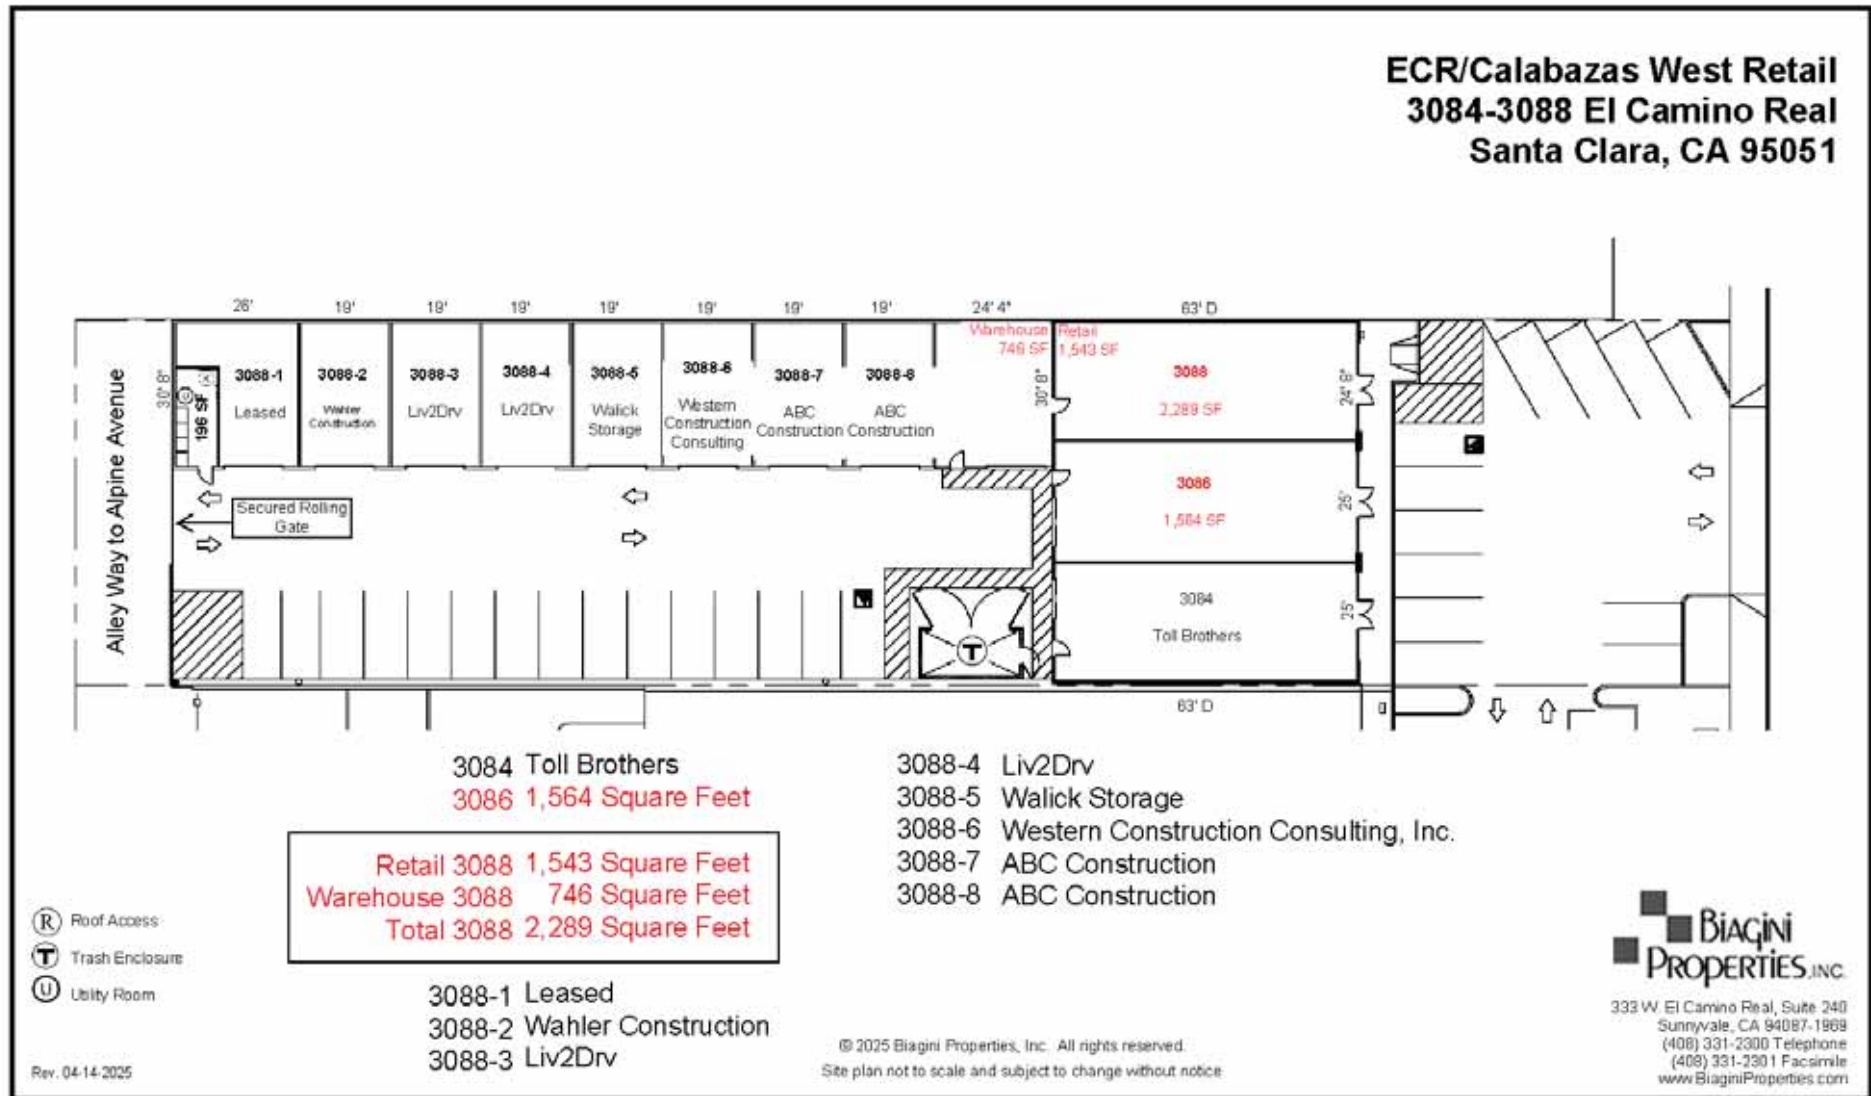 ECR/Calabazas West Retail
3084-3088 El Camino Real
Santa Clara, CA 95051
26'
19'
19'
19'
19'
19'
19'
19'
24' 4"
63' D
Warehouse
746 SF
Retail
1,543 SF
Alley Way to Alpine Avenue
30' 8"
196 SF
U
3088-1
Leased
3088-2
Wahler
Construction
3088-3
Liv2Drv
3088-4
Liv2Drv
3088-5
Walick
Storage
3088-6
Western
Construction
Consulting
3088-7
ABC
Construction
3088-8
ABC
Construction
30' 8"
3088
2,289 SF
24' 8"
3086
1,564 SF
25'
3084
Toll Brothers
25'
63' D
Secured Rolling
Gate
T
3084 Toll Brothers
3086 1,564 Square Feet
Retail 3088 1,543 Square Feet
Warehouse 3088 746 Square Feet
Total 3088 2,289 Square Feet
3088-1 Leased
3088-2 Wahler Construction
3088-3 Liv2Drv
3088-4 Liv2Drv
3088-5 Walick Storage
3088-6 Western Construction Consulting, Inc.
3088-7 ABC Construction
3088-8 ABC Construction
R Roof Access
T Trash Enclosure
U Utility Room
Rev. 04-14-2025
© 2025 Biagini Properties, Inc. All rights reserved.
Site plan not to scale and subject to change without notice
BiAGiNi
PROPERTiES, INC.
333 W. El Camino Real, Suite 240
Sunnyvale, CA 94087-1969
(408) 331-2300 Telephone
(408) 331-2301 Facsimile
www.BiaginiProperties.com